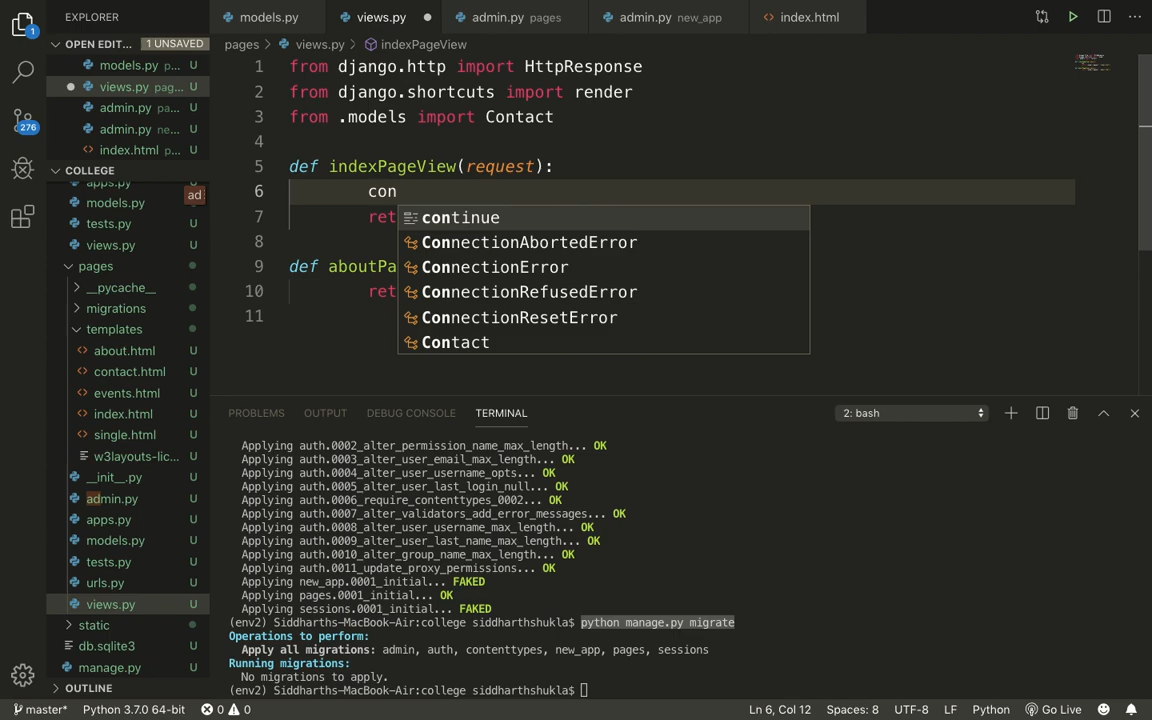 EXPLORER
models.py
views.py
admin.py pages
admin.py new_app
index.html
OPEN EDIT... 1 UNSAVED
models.py p... U
views.py pag... U
admin.py pa... U
admin.py ne... U
index.html p... U
COLLEGE
apps.py
ad
models.py U
tests.py U
views.py U
pages
__pycache__
migrations
templates
about.html U
contact.html U
events.html U
index.html U
single.html U
w3layouts-lic... U
__init__.py U
admin.py U
apps.py U
models.py U
tests.py U
urls.py U
views.py U
static
db.sqlite3 U
manage.py U
OUTLINE
pages > views.py > indexPageView
1 from django.http import HttpResponse
2 from django.shortcuts import render
3 from .models import Contact
4
5 def indexPageView(request):
6 con
7 ret
8
9 def aboutPa
10 ret
11
continue
ConnectionAbortedError
ConnectionError
ConnectionRefusedError
ConnectionResetError
Contact
PROBLEMS OUTPUT DEBUG CONSOLE TERMINAL 2: bash
Applying auth.0002_alter_permission_name_max_length... OK
Applying auth.0003_alter_user_email_max_length... OK
Applying auth.0004_alter_user_username_opts... OK
Applying auth.0005_alter_user_last_login_null... OK
Applying auth.0006_require_contenttypes_0002... OK
Applying auth.0007_alter_validators_add_error_messages... OK
Applying auth.0008_alter_user_username_max_length... OK
Applying auth.0009_alter_user_last_name_max_length... OK
Applying auth.0010_alter_group_name_max_length... OK
Applying auth.0011_update_proxy_permissions... OK
Applying new_app.0001_initial... FAKED
Applying pages.0001_initial... OK
Applying sessions.0001_initial... FAKED
(env2) Siddharths-MacBook-Air:college siddharthshukla$ python manage.py migrate
Operations to perform:
Apply all migrations: admin, auth, contenttypes, new_app, pages, sessions
Running migrations:
No migrations to apply.
(env2) Siddharths-MacBook-Air:college siddharthshukla$
1
276
master* Python 3.7.0 64-bit 0 0 Ln 6, Col 12 Spaces: 8 UTF-8 LF Python Go Live